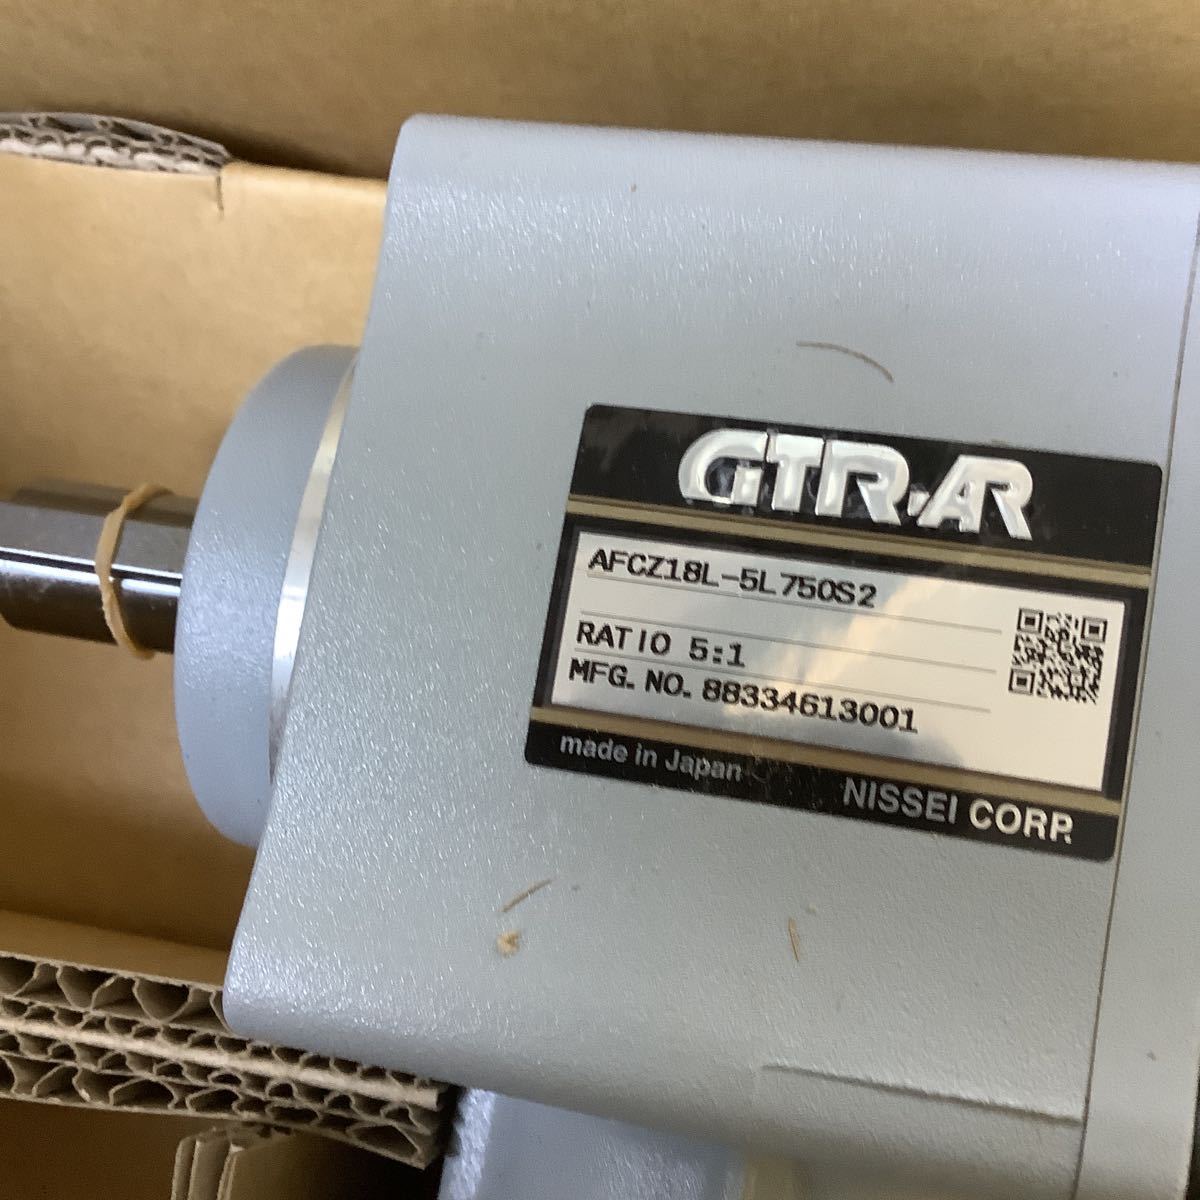 GTR-AR
AFCZ18L-5L750S2
RATIO 5:1
MFG. NO. 88334613001
made in Japan
NISSEI CORP.